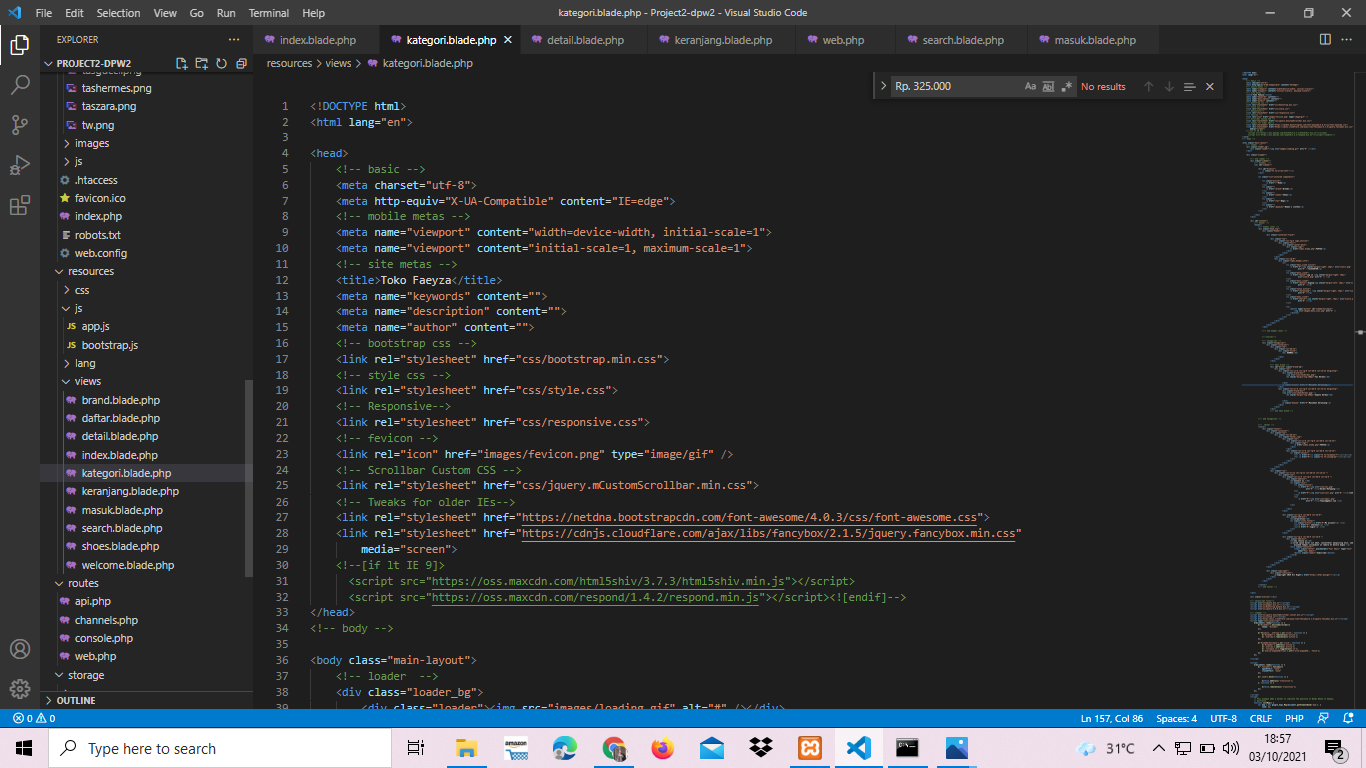 File Edit Selection View Go Run Terminal Help
kategori.blade.php - Project2-dpw2 - Visual Studio Code
EXPLORER
index.blade.php
kategori.blade.php
detail.blade.php
keranjang.blade.php
web.php
search.blade.php
masuk.blade.php
PROJECT2-DPW2
resources > views > kategori.blade.php
Rp. 325.000
Aa
No results
tashermes.png
taszara.png
tw.png
images
js
.htaccess
favicon.ico
index.php
robots.txt
web.config
resources
css
js
JS app.js
JS bootstrap.js
lang
views
brand.blade.php
daftar.blade.php
detail.blade.php
index.blade.php
kategori.blade.php
keranjang.blade.php
masuk.blade.php
search.blade.php
shoes.blade.php
welcome.blade.php
routes
api.php
channels.php
console.php
web.php
storage
OUTLINE
1 <!DOCTYPE html>
2 <html lang="en">
3
4 <head>
5 <!-- basic -->
6 <meta charset="utf-8">
7 <meta http-equiv="X-UA-Compatible" content="IE=edge">
8 <!-- mobile metas -->
9 <meta name="viewport" content="width=device-width, initial-scale=1">
10 <meta name="viewport" content="initial-scale=1, maximum-scale=1">
11 <!-- site metas -->
12 <title>Toko Faeyza</title>
13 <meta name="keywords" content="">
14 <meta name="description" content="">
15 <meta name="author" content="">
16 <!-- bootstrap css -->
17 <link rel="stylesheet" href="css/bootstrap.min.css">
18 <!-- style css -->
19 <link rel="stylesheet" href="css/style.css">
20 <!-- Responsive-->
21 <link rel="stylesheet" href="css/responsive.css">
22 <!-- fevicon -->
23 <link rel="icon" href="images/fevicon.png" type="image/gif" />
24 <!-- Scrollbar Custom CSS -->
25 <link rel="stylesheet" href="css/jquery.mCustomScrollbar.min.css">
26 <!-- Tweaks for older IEs-->
27 <link rel="stylesheet" href="https://netdna.bootstrapcdn.com/font-awesome/4.0.3/css/font-awesome.css">
28 <link rel="stylesheet" href="https://cdnjs.cloudflare.com/ajax/libs/fancybox/2.1.5/jquery.fancybox.min.css"
29 media="screen">
30 <!--[if lt IE 9]>
31 <script src="https://oss.maxcdn.com/html5shiv/3.7.3/html5shiv.min.js"></script>
32 <script src="https://oss.maxcdn.com/respond/1.4.2/respond.min.js"></script><![endif]-->
33 </head>
34 <!-- body -->
35
36 <body class="main-layout">
37 <!-- loader -->
38 <div class="loader_bg">
39 <div class="loader"><img src="images/loading.gif" alt="#" /></div>
0 0
Ln 157, Col 86 Spaces: 4 UTF-8 CRLF PHP
Type here to search
amazon
31°C
18:57
03/10/2021
2